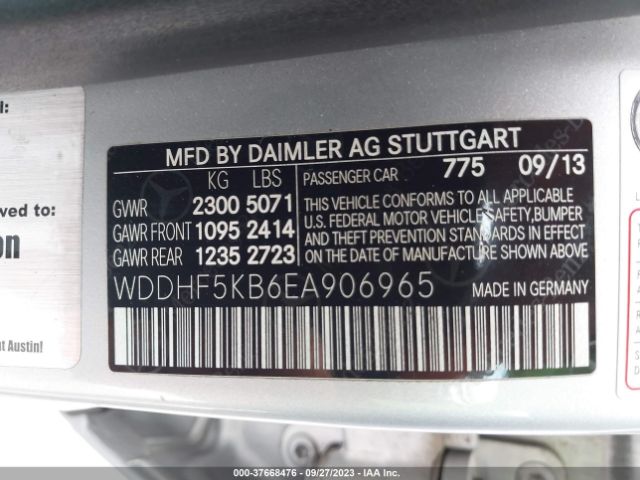 l:
ved to:
on
t Austin!
MFD BY DAIMLER AG STUTTGART
KG LBS
GVWR 2300 5071
GAWR FRONT 1095 2414
GAWR REAR 1235 2723
PASSENGER CAR 775 09/13
THIS VEHICLE CONFORMS TO ALL APPLICABLE
U.S. FEDERAL MOTOR VEHICLE SAFETY, BUMPER
AND THEFT PREVENTION STANDARDS IN EFFECT
ON THE DATE OF MANUFACTURE SHOWN ABOVE.
WDDHF5KB6EA906965 MADE IN GERMANY
000-37668476 - 09/27/2023 - IAA Inc.